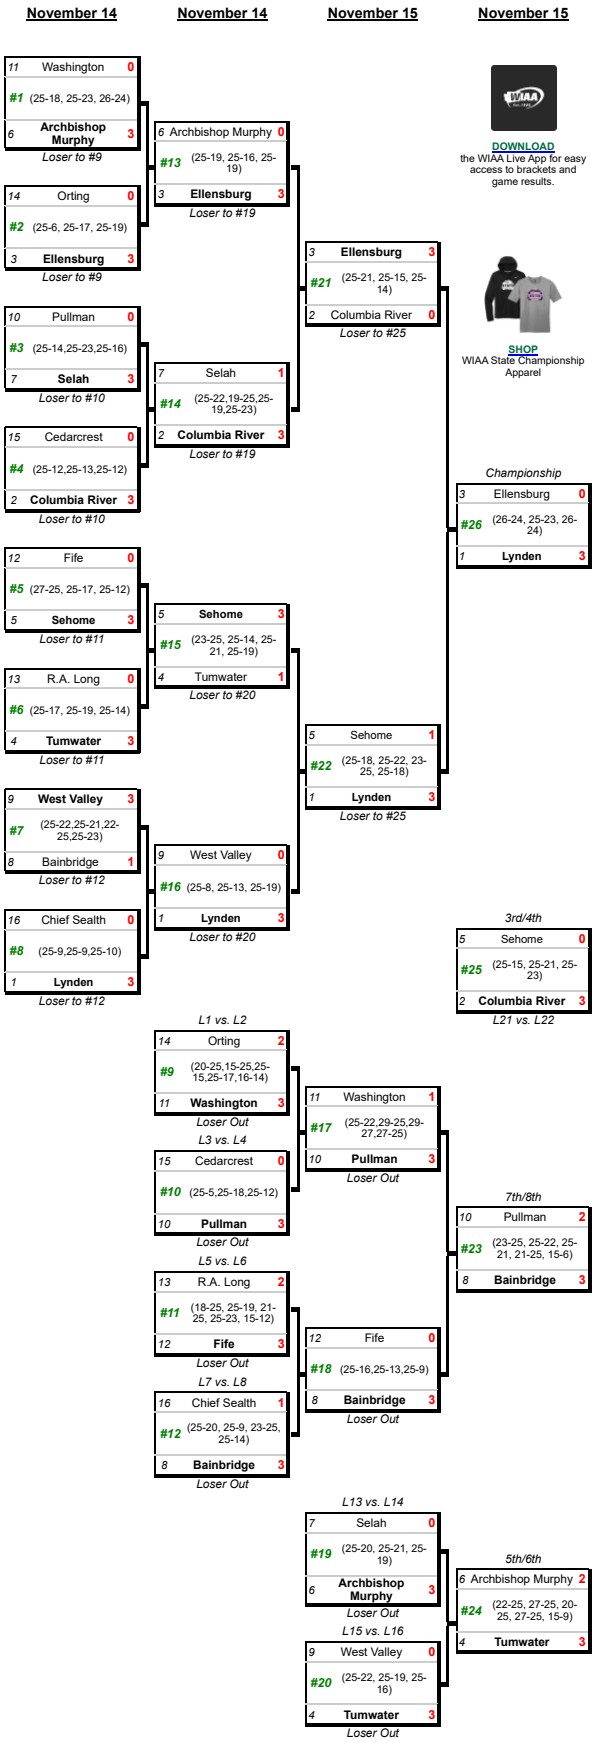 November 14
November 14
November 15
November 15
11 Washington 0
#1 (25-18, 25-23, 26-24)
6 Archbishop Murphy 3
Loser to #9
14 Orting 0
#2 (25-6, 25-17, 25-19)
3 Ellensburg 3
Loser to #9
10 Pullman 0
#3 (25-14,25-23,25-16)
7 Selah 3
Loser to #10
15 Cedarcrest 0
#4 (25-12,25-13,25-12)
2 Columbia River 3
Loser to #10
12 Fife 0
#5 (27-25, 25-17, 25-12)
5 Sehome 3
Loser to #11
13 R.A. Long 0
#6 (25-17, 25-19, 25-14)
4 Tumwater 3
Loser to #11
9 West Valley 3
#7 (25-22,25-21,22-
25,25-23)
8 Bainbridge 1
Loser to #12
16 Chief Sealth 0
#8 (25-9,25-9,25-10)
1 Lynden 3
Loser to #12
6 Archbishop Murphy 0
#13 (25-19, 25-16, 25-
19)
3 Ellensburg 3
Loser to #19
7 Selah 1
#14 (25-22,19-25,25-
19,25-23)
2 Columbia River 3
Loser to #19
5 Sehome 3
#15 (23-25, 25-14, 25-
21, 25-19)
4 Tumwater 1
Loser to #20
9 West Valley 0
#16 (25-8, 25-13, 25-19)
1 Lynden 3
Loser to #20
L1 vs. L2
14 Orting 2
#9 (20-25,15-25,25-
15,25-17,16-14)
11 Washington 3
Loser Out
L3 vs. L4
15 Cedarcrest 0
#10 (25-5,25-18,25-12)
10 Pullman 3
Loser Out
L5 vs. L6
13 R.A. Long 2
#11 (18-25, 25-19, 21-
25, 25-23, 15-12)
12 Fife 3
Loser Out
L7 vs. L8
16 Chief Sealth 1
#12 (25-20, 25-9, 23-25,
25-14)
8 Bainbridge 3
Loser Out
3 Ellensburg 3
#21 (25-21, 25-15, 25-
14)
2 Columbia River 0
Loser to #25
5 Sehome 1
#22 (25-18, 25-22, 23-
25, 25-18)
1 Lynden 3
Loser to #25
11 Washington 1
#17 (25-22,29-25,29-
27,27-25)
10 Pullman 3
Loser Out
12 Fife 0
#18 (25-16,25-13,25-9)
8 Bainbridge 3
Loser Out
L13 vs. L14
7 Selah 0
#19 (25-20, 25-21, 25-
19)
6 Archbishop
Murphy 3
Loser Out
L15 vs. L16
9 West Valley 0
#20 (25-22, 25-19, 25-
16)
4 Tumwater 3
Loser Out
WIAA
DOWNLOAD
the WIAA Live App for easy
access to brackets and
game results.
SHOP
WIAA State Championship
Apparel
Championship
3 Ellensburg 0
#26 (26-24, 25-23, 26-
24)
1 Lynden 3
3rd/4th
5 Sehome 0
#25 (25-15, 25-21, 25-
23)
2 Columbia River 3
L21 vs. L22
7th/8th
10 Pullman 2
#23 (23-25, 25-22, 25-
21, 21-25, 15-6)
8 Bainbridge 3
5th/6th
6 Archbishop Murphy 2
#24 (22-25, 27-25, 20-
25, 27-25, 15-9)
4 Tumwater 3